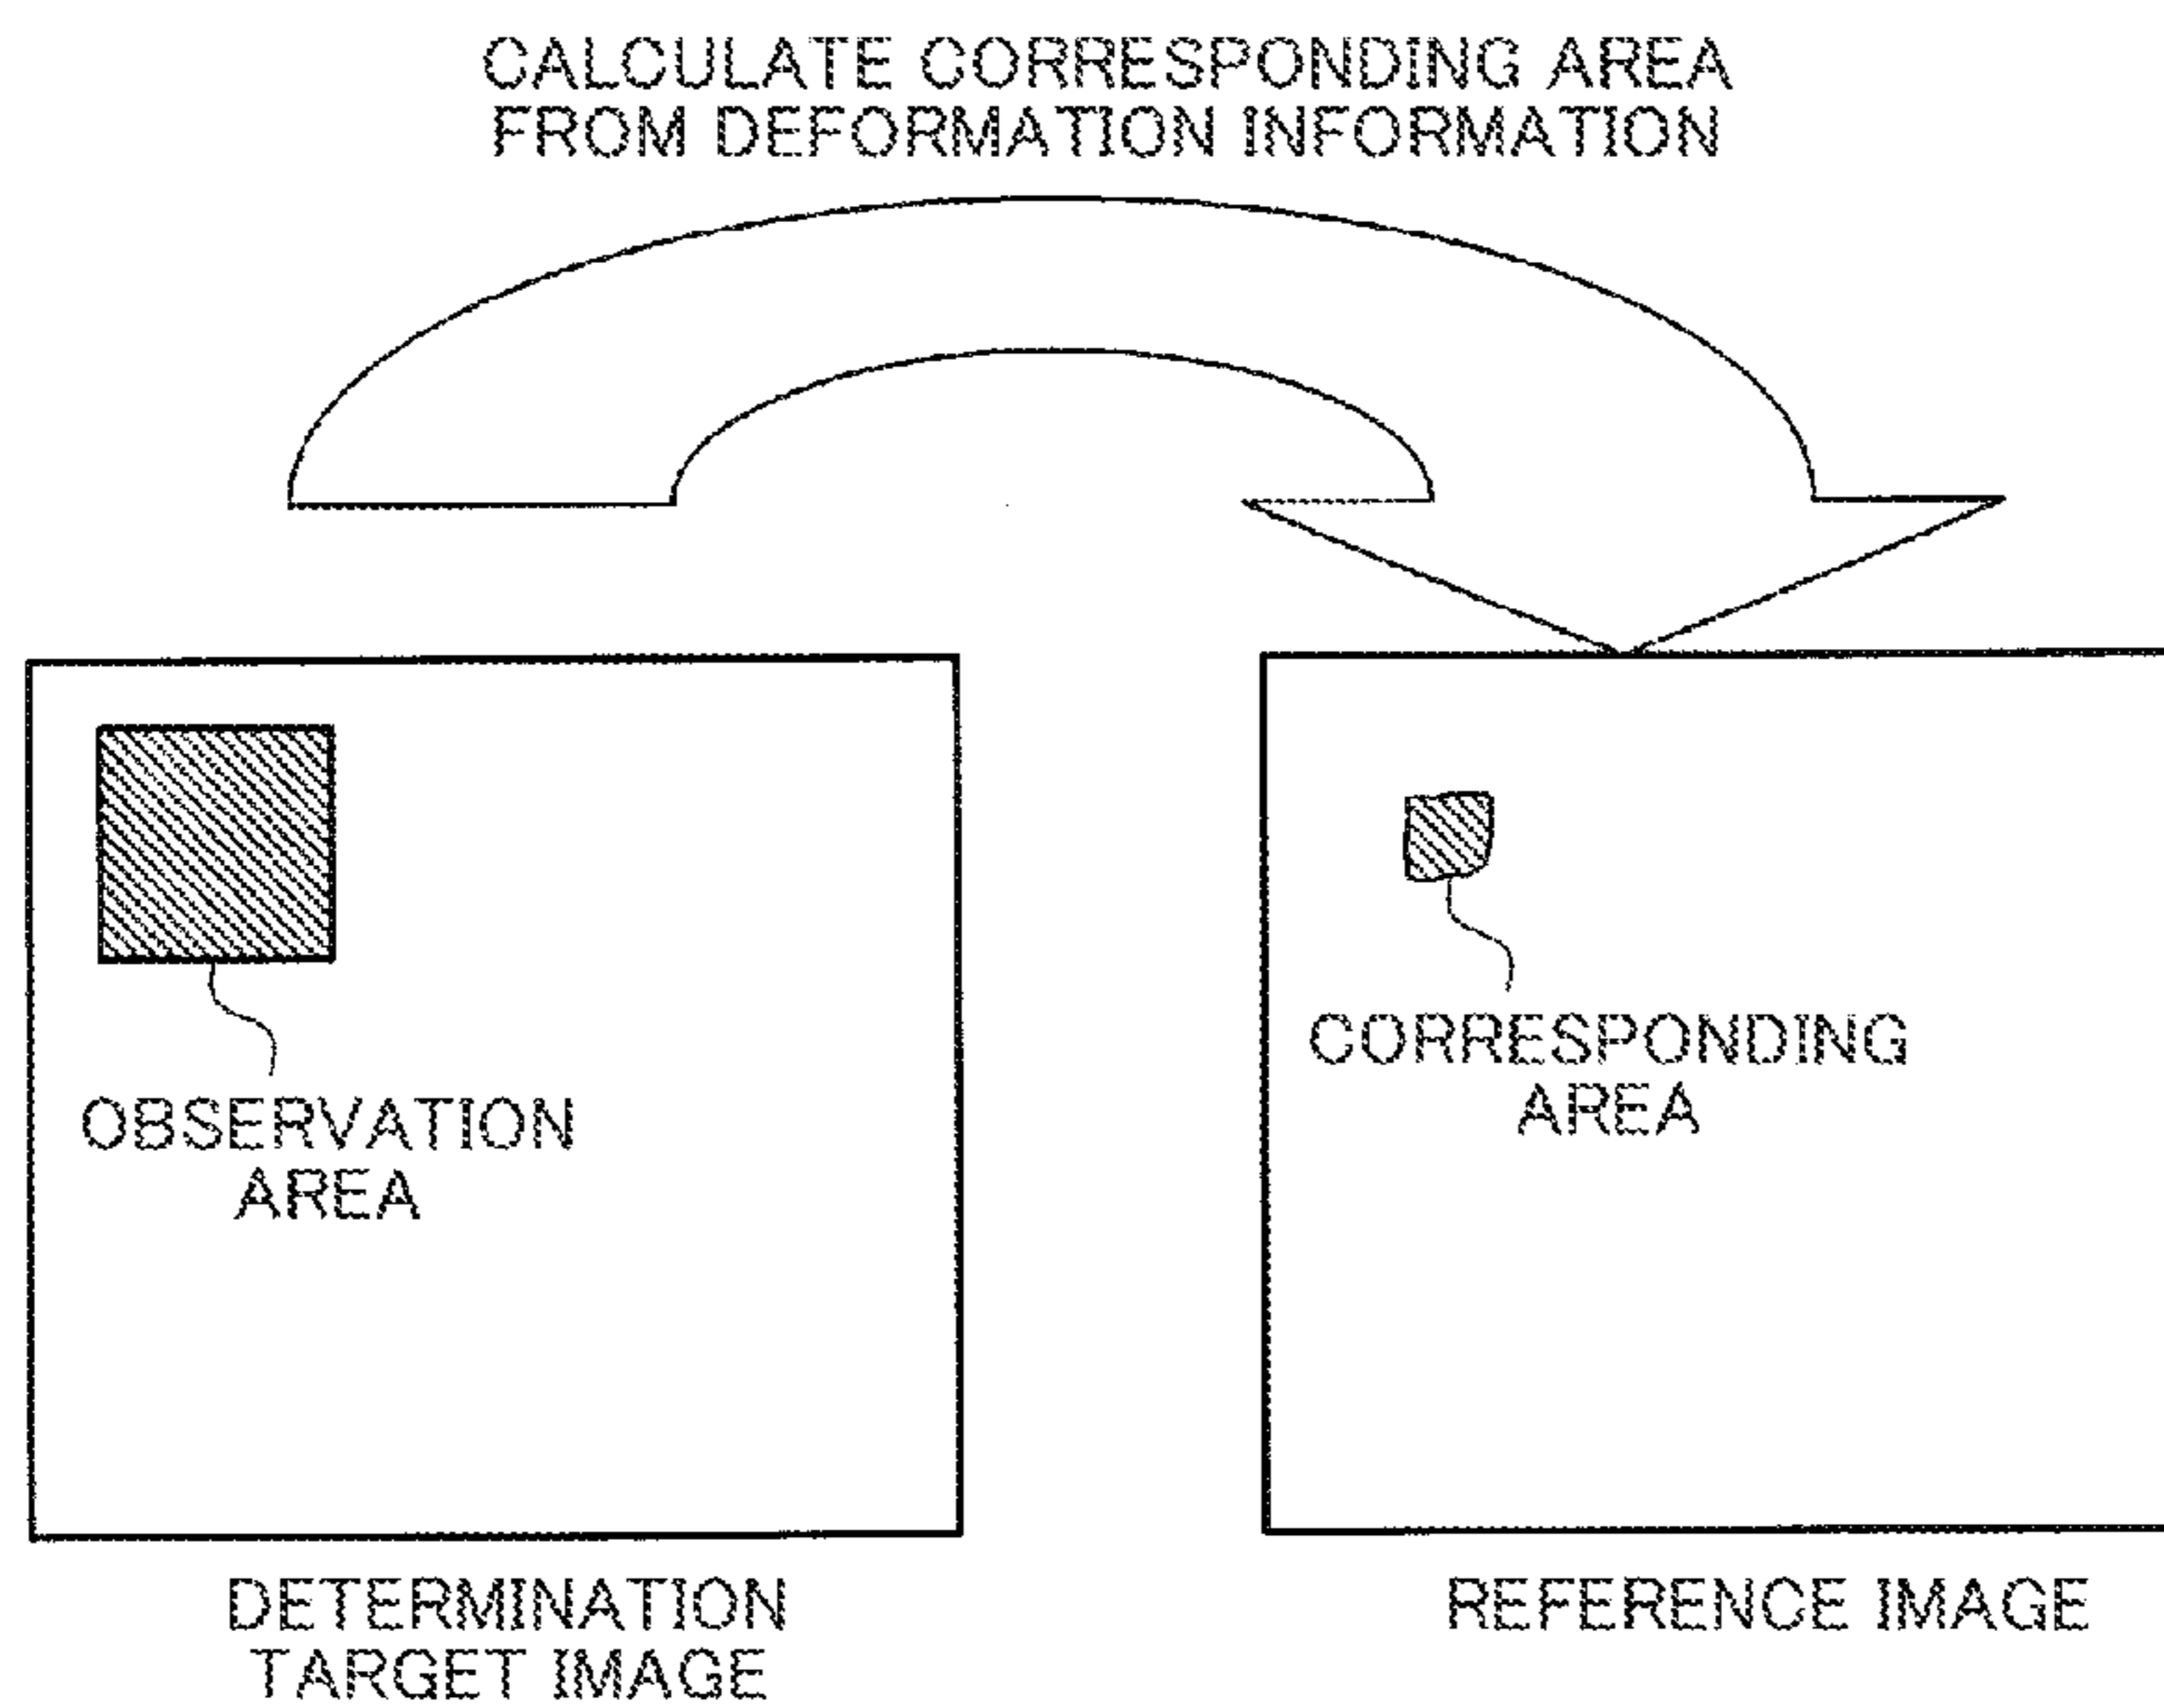 CALCULATE CORRESPONDING AREA
FROM DEFORMATION INFORMATION
OBSERVATION
AREA
CORRESPONDING
AREA
DETERMINATION
TARGET IMAGE
REFERENCE IMAGE